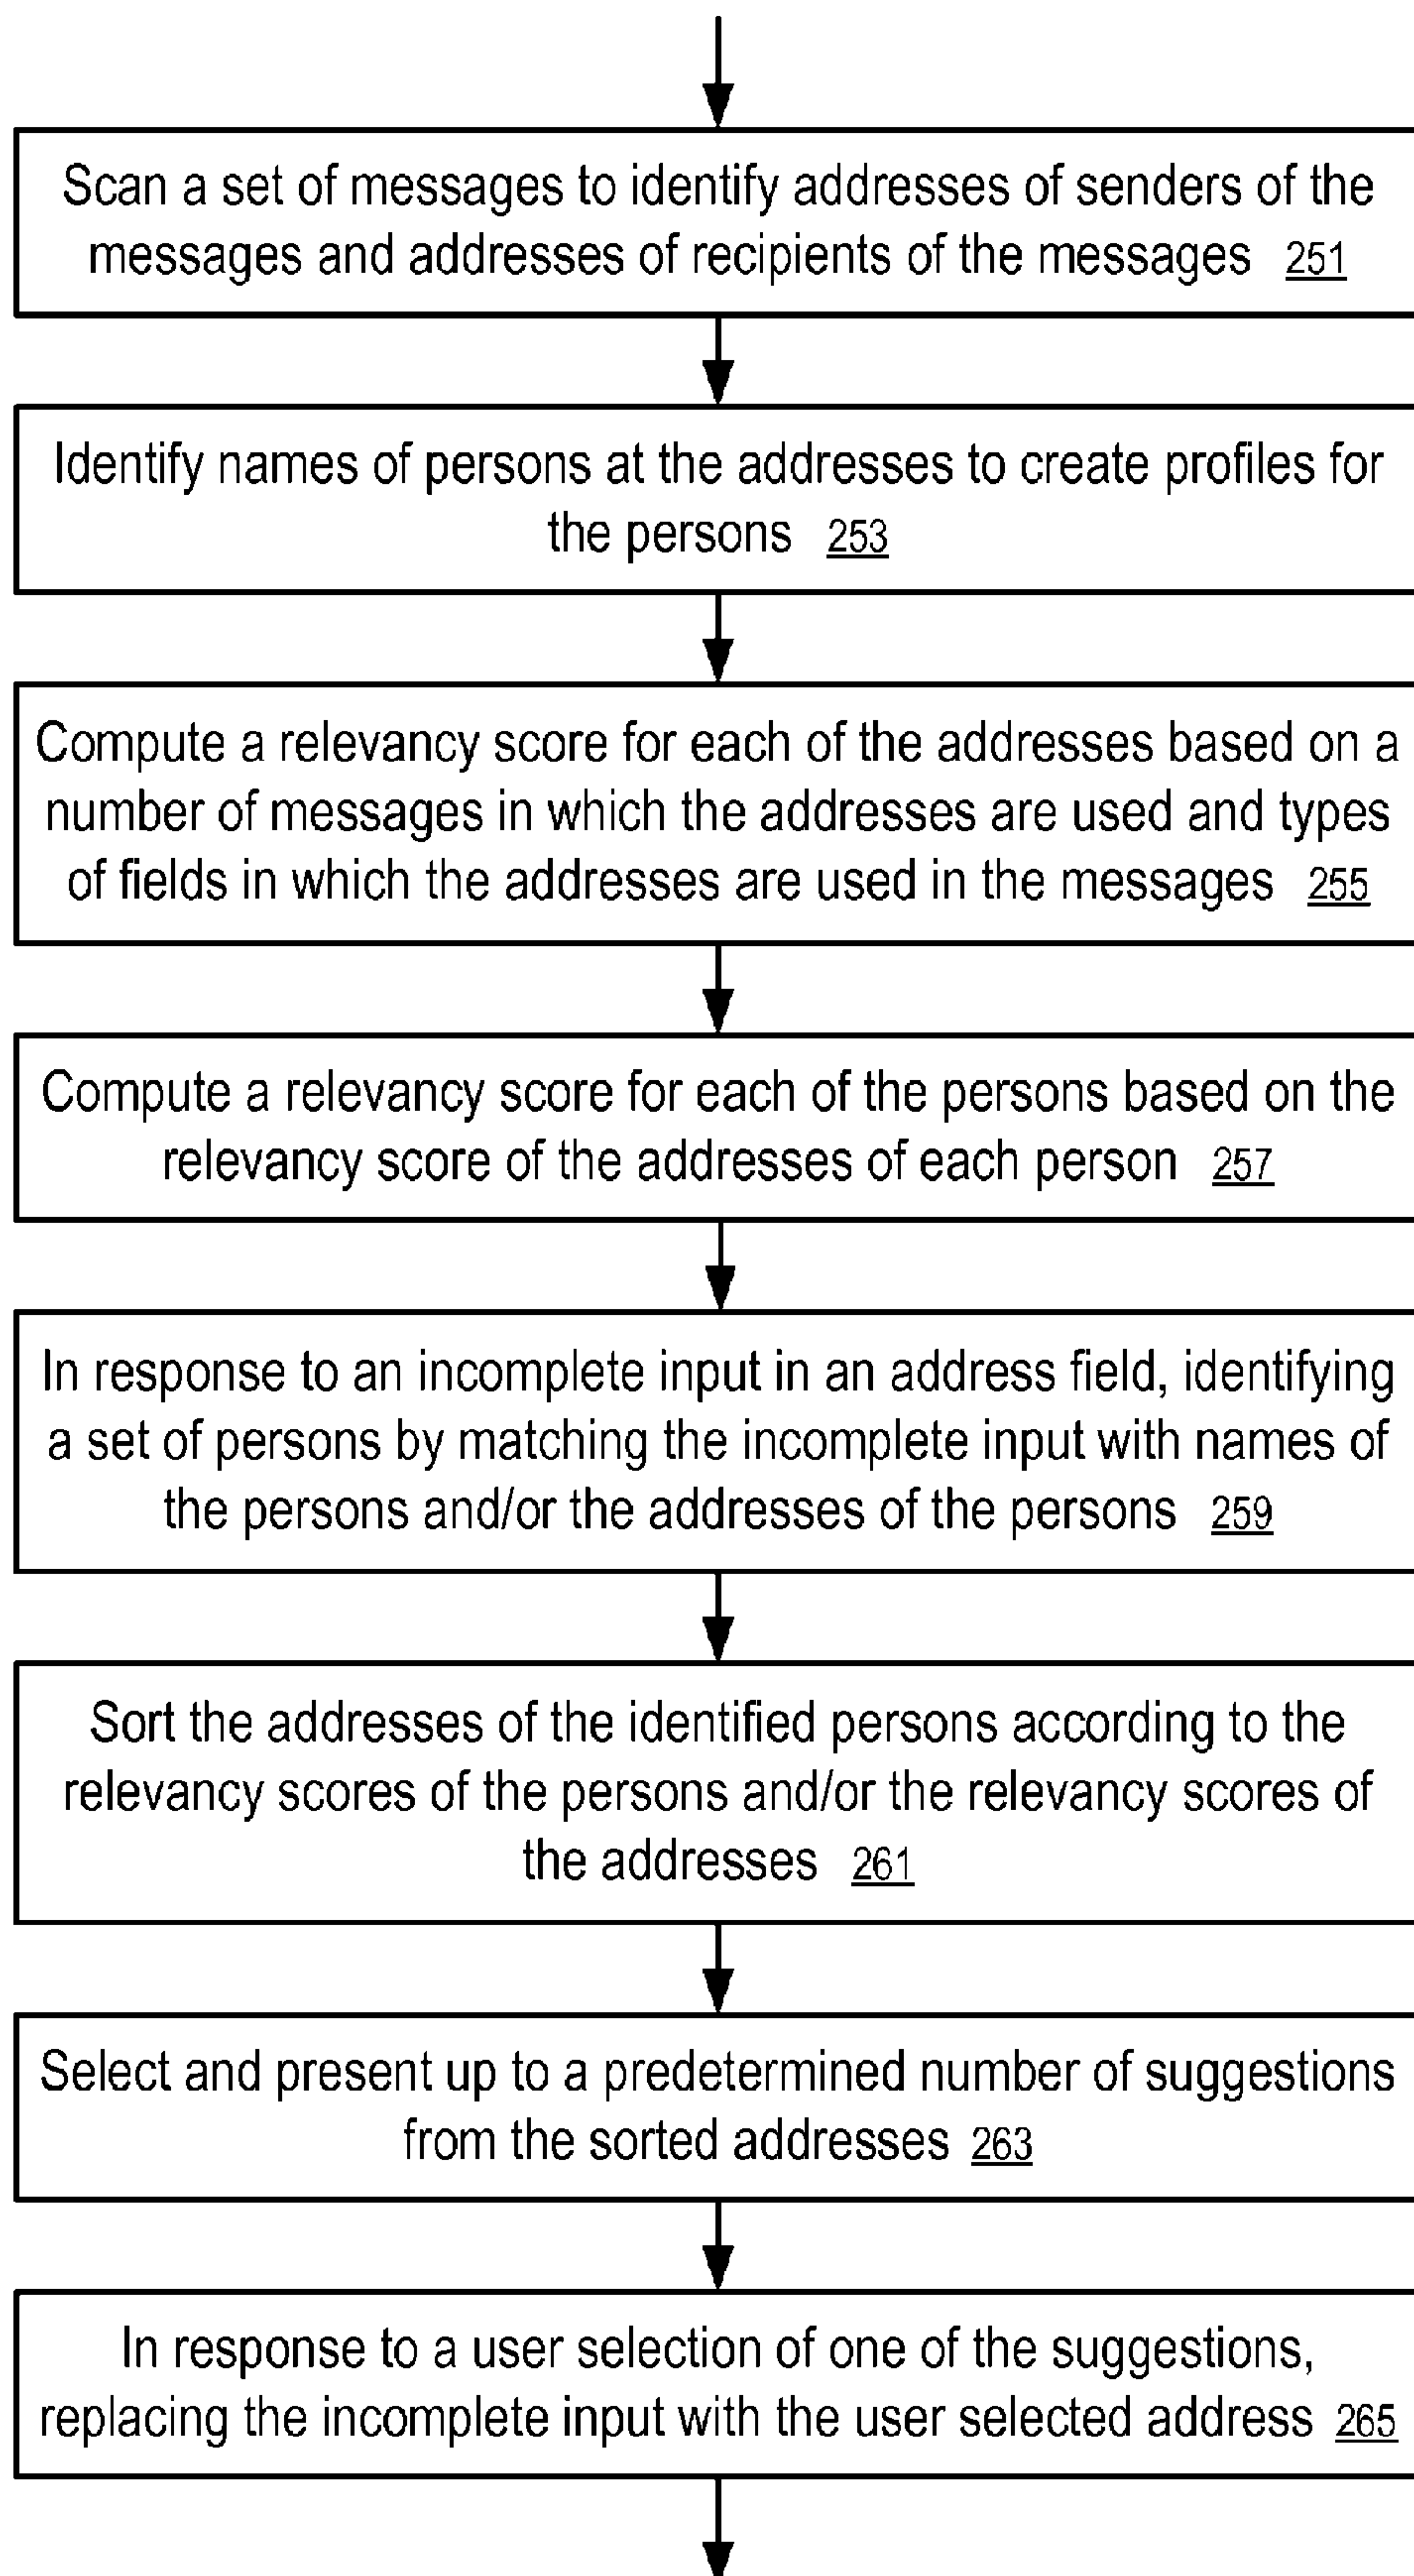 Scan a set of messages to identify addresses of senders of the
messages and addresses of recipients of the messages 251
Identify names of persons at the addresses to create profiles for
the persons 253
Compute a relevancy score for each of the addresses based on a
number of messages in which the addresses are used and types
of fields in which the addresses are used in the messages 255
Compute a relevancy score for each of the persons based on the
relevancy score of the addresses of each person 257
In response to an incomplete input in an address field, identifying
a set of persons by matching the incomplete input with names of
the persons and/or the addresses of the persons 259
Sort the addresses of the identified persons according to the
relevancy scores of the persons and/or the relevancy scores of
the addresses 261
Select and present up to a predetermined number of suggestions
from the sorted addresses 263
In response to a user selection of one of the suggestions,
replacing the incomplete input with the user selected address 265